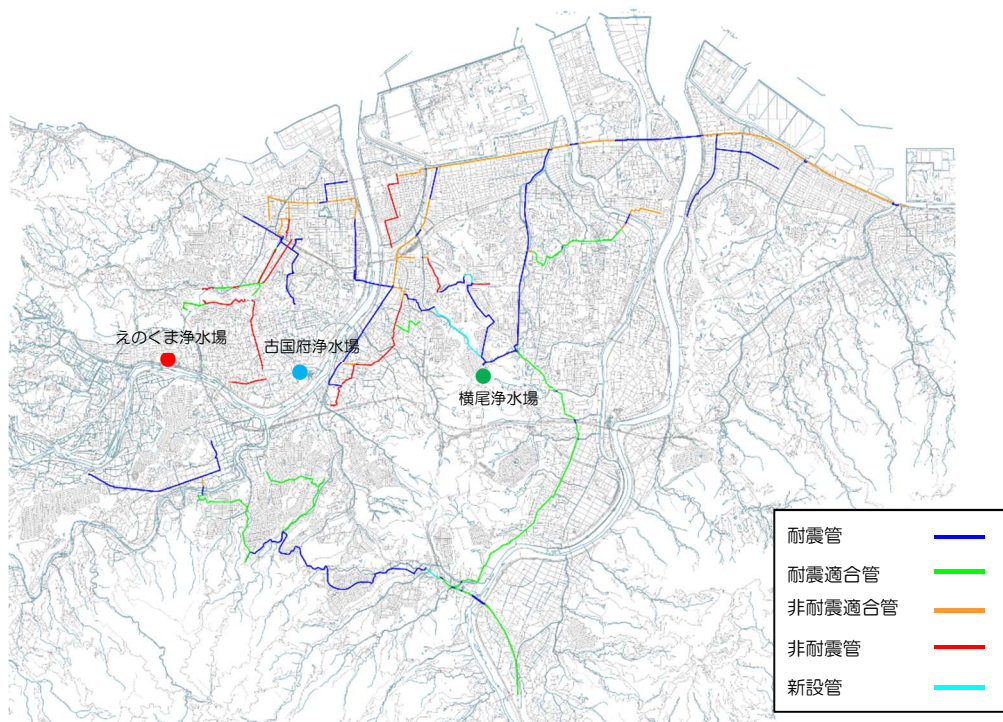 えのくま浄水場
古国府浄水場
横尾浄水場
耐震管
耐震適合管
非耐震適合管
非耐震管
新設管